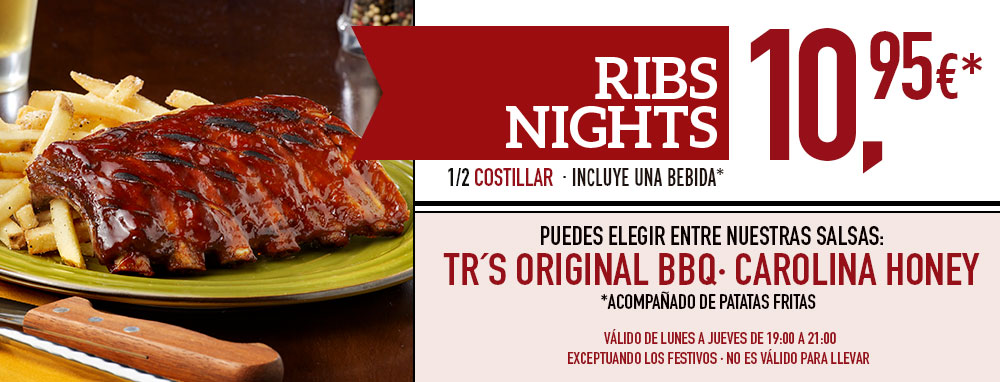 RIBS
NIGHTS
10,95€*
1/2 COSTILLAR · INCLUYE UNA BEBIDA*
PUEDES ELEGIR ENTRE NUESTRAS SALSAS:
TR´S ORIGINAL BBQ· CAROLINA HONEY
*ACOMPAÑADO DE PATATAS FRITAS
VÁLIDO DE LUNES A JUEVES DE 19:00 A 21:00
EXCEPTUANDO LOS FESTIVOS · NO ES VÁLIDO PARA LLEVAR